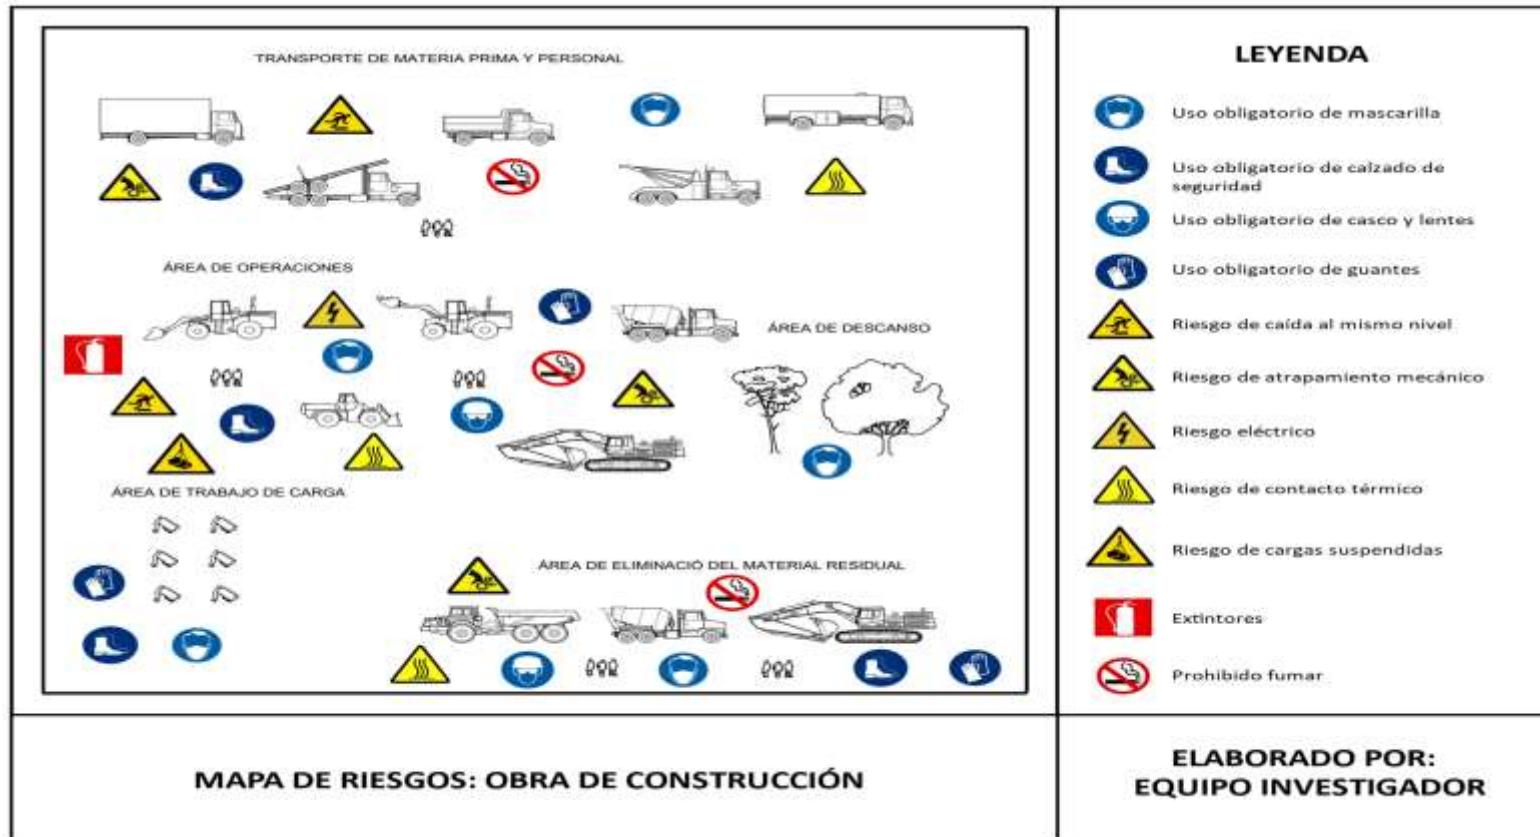 TRANSPORTE DE MATERIA PRIMA Y PERSONAL
ÁREA DE OPERACIONES
ÁREA DE DESCANSO
ÁREA DE TRABAJO DE CARGA
ÁREA DE ELIMINACIÓ DEL MATERIAL RESIDUAL
LEYENDA
Uso obligatorio de mascarilla
Uso obligatorio de calzado de
seguridad
Uso obligatorio de casco y lentes
Uso obligatorio de guantes
Riesgo de caída al mismo nivel
Riesgo de atrapamiento mecánico
Riesgo eléctrico
Riesgo de contacto térmico
Riesgo de cargas suspendidas
Extintores
Prohibido fumar
MAPA DE RIESGOS: OBRA DE CONSTRUCCIÓN
ELABORADO POR:
EQUIPO INVESTIGADOR